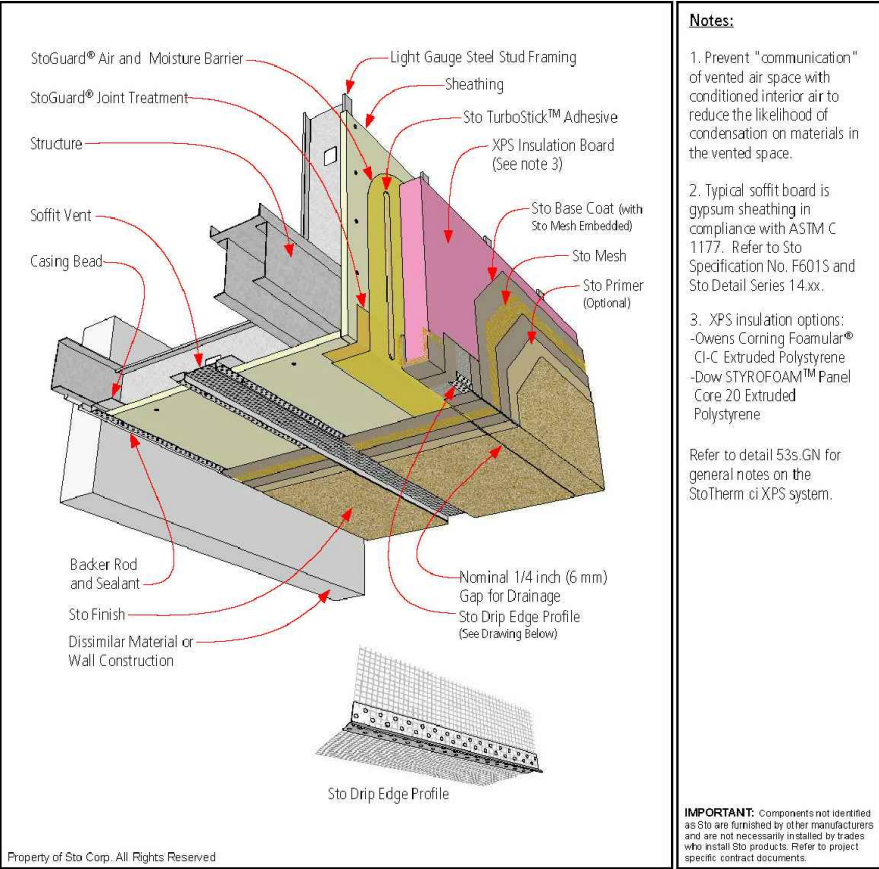 StoGuard® Air and Moisture Barrier
StoGuard® Joint Treatment
Structure
Soffit Vent
Casing Bead
Light Gauge Steel Stud Framing
Sheathing
Sto TurboStick™ Adhesive
XPS Insulation Board
(See note 3)
Sto Base Coat (with
Sto Mesh Embedded)
Sto Mesh
Sto Primer
(Optional)
Backer Rod
and Sealant
Sto Finish
Dissimilar Material or
Wall Construction
Nominal 1/4 inch (6 mm)
Gap for Drainage
Sto Drip Edge Profile
(See Drawing Below)
Sto Drip Edge Profile
Property of Sto Corp. All Rights Reserved
Notes:
1. Prevent "communication"
of vented air space with
conditioned interior air to
reduce the likelihood of
condensation on materials in
the vented space.
2. Typical soffit board is
gypsum sheathing in
compliance with ASTM C
1177. Refer to Sto
Specification No. F601S and
Sto Detail Series 14.xx.
3. XPS insulation options:
-Owens Corning Foamular®
CI-C Extruded Polystyrene
-Dow STYROFOAM™ Panel
Core 20 Extruded
Polystyrene
Refer to detail 53s.GN for
general notes on the
StoTherm ci XPS system.
IMPORTANT: Components not identified
as Sto are furnished by other manufacturers
and are not necessarily installed by trades
who install Sto products. Refer to project
specific contract documents.